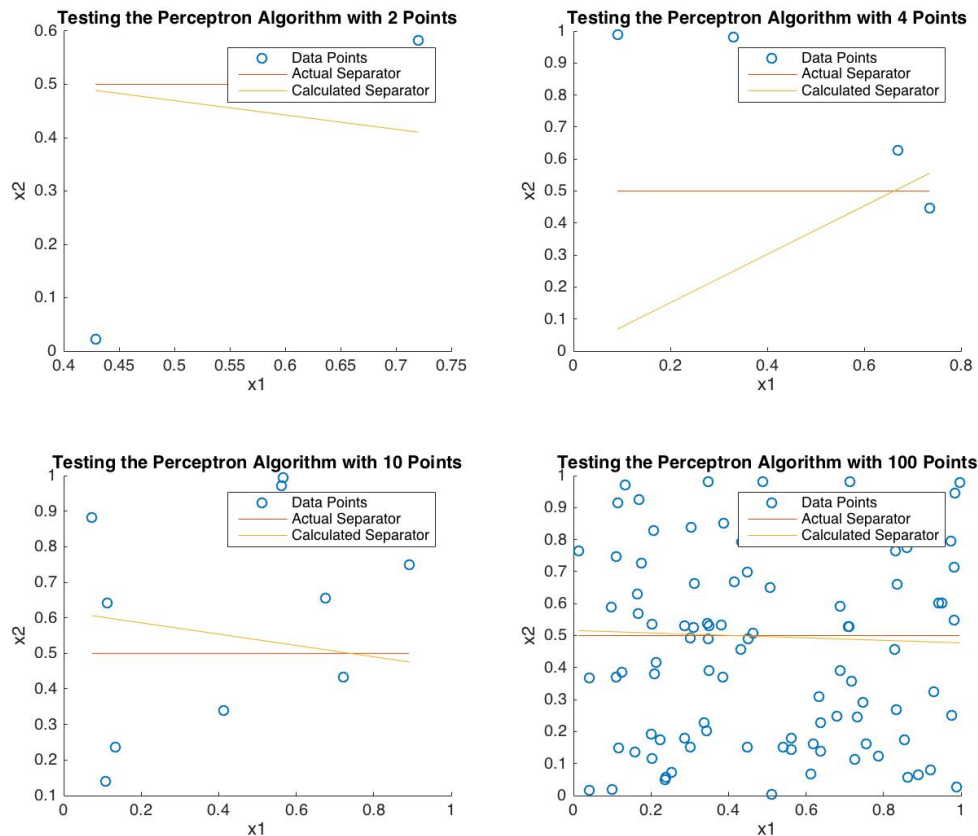 Testing the Perceptron Algorithm with 2 Points
0.6
0.5
0.4
0.3
0.2
0.1
0
x2
Data Points
Actual Separator
Calculated Separator
0.4 0.45 0.5 0.55 0.6 0.65 0.7 0.75
x1
Testing the Perceptron Algorithm with 4 Points
1
0.9
0.8
0.7
0.6
0.5
0.4
0.3
0.2
0.1
0
x2
Data Points
Actual Separator
Calculated Separator
0 0.2 0.4 0.6 0.8
x1
Testing the Perceptron Algorithm with 10 Points
1
0.9
0.8
0.7
0.6
0.5
0.4
0.3
0.2
0.1
x2
Data Points
Actual Separator
Calculated Separator
0 0.2 0.4 0.6 0.8 1
x1
Testing the Perceptron Algorithm with 100 Points
1
0.9
0.8
0.7
0.6
0.5
0.4
0.3
0.2
0.1
0
x2
Data Points
Actual Separator
Calculated Separator
0 0.2 0.4 0.6 0.8 1
x1